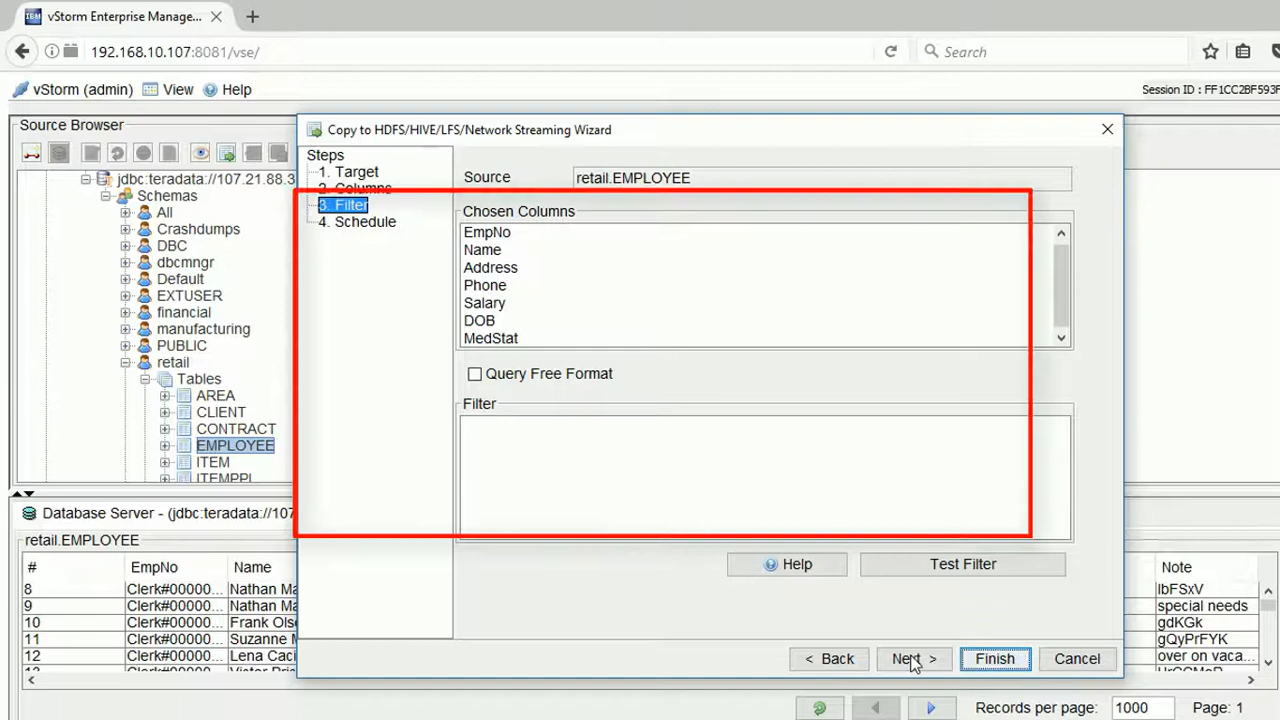 vStorm Enterprise Manage...
192.168.10.107:8081/vse/
Search
vStorm (admin)
View
Help
Session ID : FF1CC2BF593F
Source Browser
jdbc:teradata://107.21.88.3
Schemas
All
Crashdumps
DBC
dbcmngr
Default
EXTUSER
financial
manufacturing
PUBLIC
retail
Tables
AREA
CLIENT
CONTRACT
EMPLOYEE
ITEM
ITEMPPL
Copy to HDFS/HIVE/LFS/Network Streaming Wizard
Steps
1. Target
2. Columns
3. Filter
4. Schedule
Source
retail.EMPLOYEE
Chosen Columns
EmpNo
Name
Address
Phone
Salary
DOB
MedStat
Query Free Format
Filter
Help
Test Filter
< Back
Next >
Finish
Cancel
Database Server - (jdbc:teradata://107
retail.EMPLOYEE
# EmpNo Name Note
8 Clerk#00000... Nathan Ma lbFSxV
9 Clerk#00000... Nathan Ma special needs
10 Clerk#00000... Frank Olse gdKGk
11 Clerk#00000... Suzanne M gQyPrFYK
12 Clerk#00000... Lena Caci over on vaca...
Records per page: 1000 Page: 1